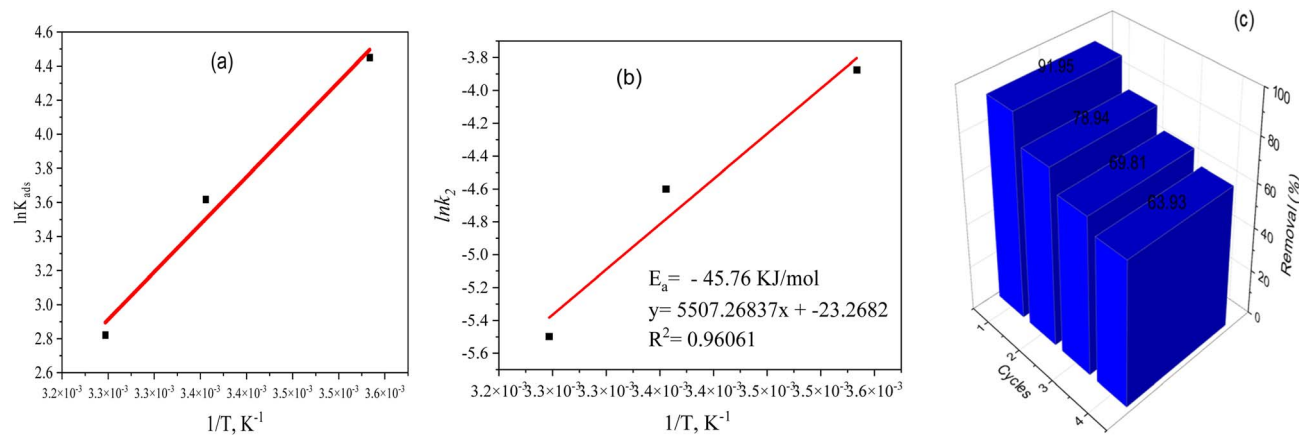 (a)
4.6
4.4
4.2
4.0
3.8
3.6
3.4
3.2
3.0
2.8
2.6
lnK_ads
3.2×10⁻³ 3.3×10⁻³ 3.3×10⁻³ 3.4×10⁻³ 3.4×10⁻³ 3.5×10⁻³ 3.5×10⁻³ 3.6×10⁻³
1/T, K⁻¹
(b)
-3.8
-4.0
-4.2
-4.4
-4.6
-4.8
-5.0
-5.2
-5.4
-5.6
lnk₂
Eₐ= - 45.76 KJ/mol
y= 5507.26837x + -23.2682
R²= 0.96061
3.2×10⁻³ 3.3×10⁻³ 3.3×10⁻³ 3.4×10⁻³ 3.4×10⁻³ 3.5×10⁻³ 3.5×10⁻³ 3.6×10⁻³
1/T, K⁻¹
(c)
91.95
78.94
69.81
63.93
100
80
60
40
20
0
Removal (%)
1
2
3
4
Cycles